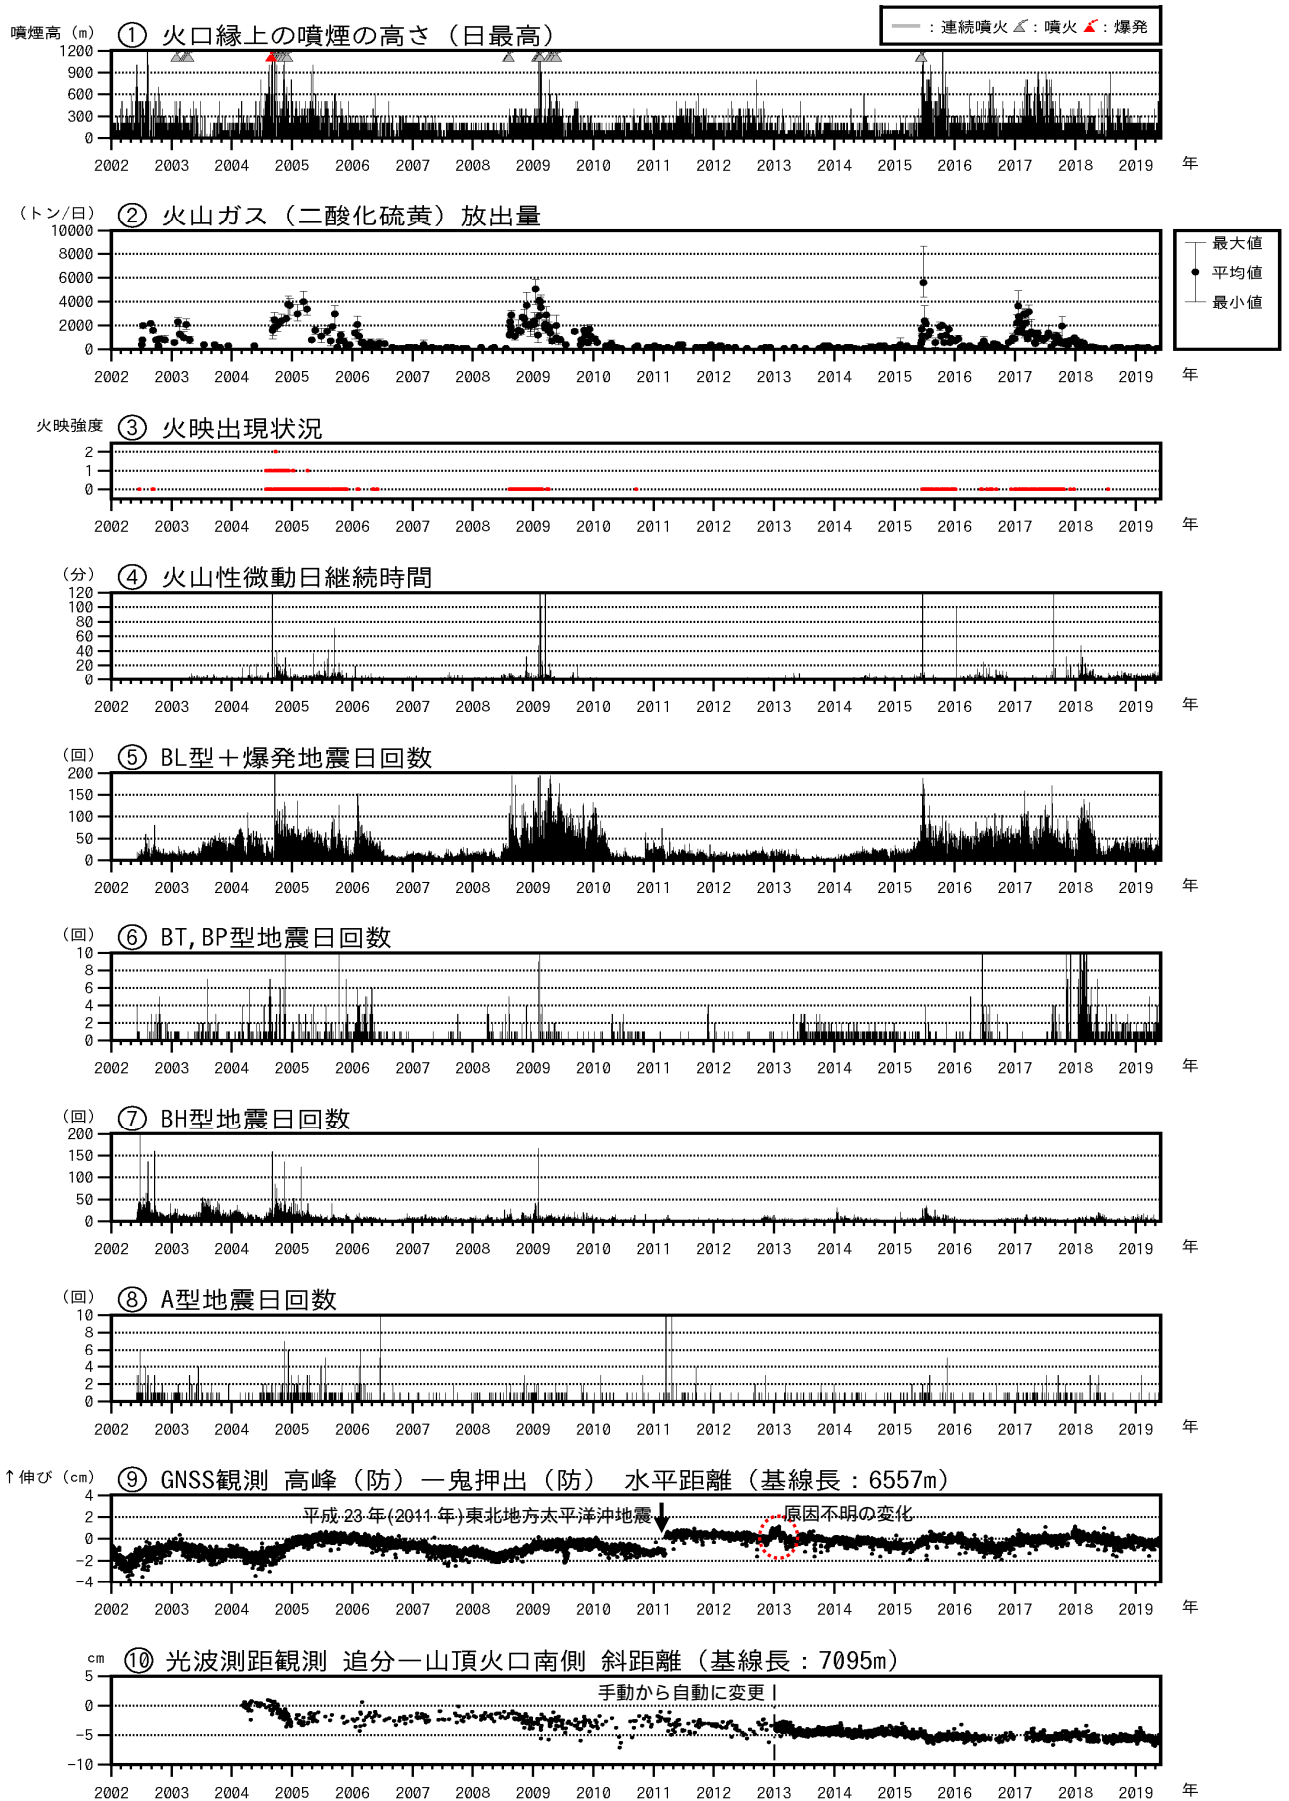 噴煙高（m）
① 火口縁上の噴煙の高さ（日最高）
：連続噴火 ：噴火 ：爆発
1200
900
600
300
0
2002 2003 2004 2005 2006 2007 2008 2009 2010 2011 2012 2013 2014 2015 2016 2017 2018 2019 年
（トン/日）
② 火山ガス（二酸化硫黄）放出量
10000
8000
6000
4000
2000
0
最大値
平均値
最小値
2002 2003 2004 2005 2006 2007 2008 2009 2010 2011 2012 2013 2014 2015 2016 2017 2018 2019 年
火映強度
③ 火映出現状況
2
1
0
2002 2003 2004 2005 2006 2007 2008 2009 2010 2011 2012 2013 2014 2015 2016 2017 2018 2019 年
（分）
④ 火山性微動日継続時間
120
100
80
60
40
20
0
2002 2003 2004 2005 2006 2007 2008 2009 2010 2011 2012 2013 2014 2015 2016 2017 2018 2019 年
（回）
⑤ BL型＋爆発地震日回数
200
150
100
50
0
2002 2003 2004 2005 2006 2007 2008 2009 2010 2011 2012 2013 2014 2015 2016 2017 2018 2019 年
（回）
⑥ BT,BP型地震日回数
10
8
6
4
2
0
2002 2003 2004 2005 2006 2007 2008 2009 2010 2011 2012 2013 2014 2015 2016 2017 2018 2019 年
（回）
⑦ BH型地震日回数
200
150
100
50
0
2002 2003 2004 2005 2006 2007 2008 2009 2010 2011 2012 2013 2014 2015 2016 2017 2018 2019 年
（回）
⑧ A型地震日回数
10
8
6
4
2
0
2002 2003 2004 2005 2006 2007 2008 2009 2010 2011 2012 2013 2014 2015 2016 2017 2018 2019 年
↑伸び（cm）
⑨ GNSS観測 高峰（防）ー鬼押出（防） 水平距離（基線長：6557m）
4
2
0
-2
-4
平成 23 年(2011 年)東北地方太平洋沖地震
原因不明の変化
2002 2003 2004 2005 2006 2007 2008 2009 2010 2011 2012 2013 2014 2015 2016 2017 2018 2019 年
cm
⑩ 光波測距観測 追分ー山頂火口南側 斜距離（基線長：7095m）
5
0
-5
-10
手動から自動に変更
2002 2003 2004 2005 2006 2007 2008 2009 2010 2011 2012 2013 2014 2015 2016 2017 2018 2019 年